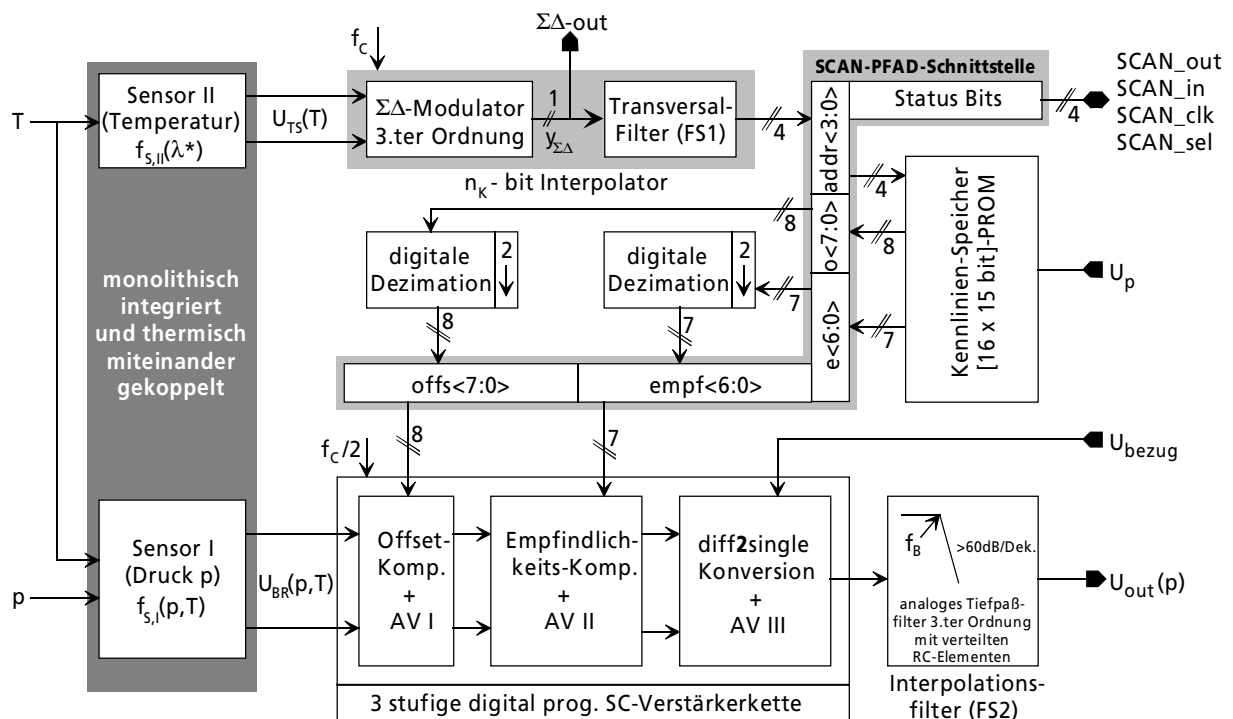 ΣΔ-out
f_C
SCAN-PFAD-Schnittstelle
SCAN_out
SCAN_in
SCAN_clk
SCAN_sel
Sensor II
(Temperatur)
f_S,II(λ*)
T
U_TS(T)
ΣΔ-Modulator
3.ter Ordnung
1
y_ΣΔ
Transversal-
Filter (FS1)
4
addr<3:0>
Status Bits
4
n_K- bit Interpolator
4
8
o<7:0>
8
Kennlinien-Speicher
[16 x 15 bit]-PROM
U_p
digitale
Dezimation
2
digitale
Dezimation
2
7
e<6:0>
7
monolithisch
integriert
und thermisch
miteinander
gekoppelt
8
7
offs<7:0>
empf<6:0>
8
7
f_C/2
U_bezug
Sensor I
(Druck p)
f_S,I(p,T)
p
U_BR(p,T)
Offset-
Komp.
+
AV I
Empfindlich-
keits-Komp.
+
AV II
diff2single
Konversion
+
AV III
f_B
>60dB/Dek.
analoges Tiefpaß-
filter 3.ter Ordnung
mit verteilten
RC-Elementen
U_out(p)
3 stufige digital prog. SC-Verstärkerkette
Interpolations-
filter (FS2)